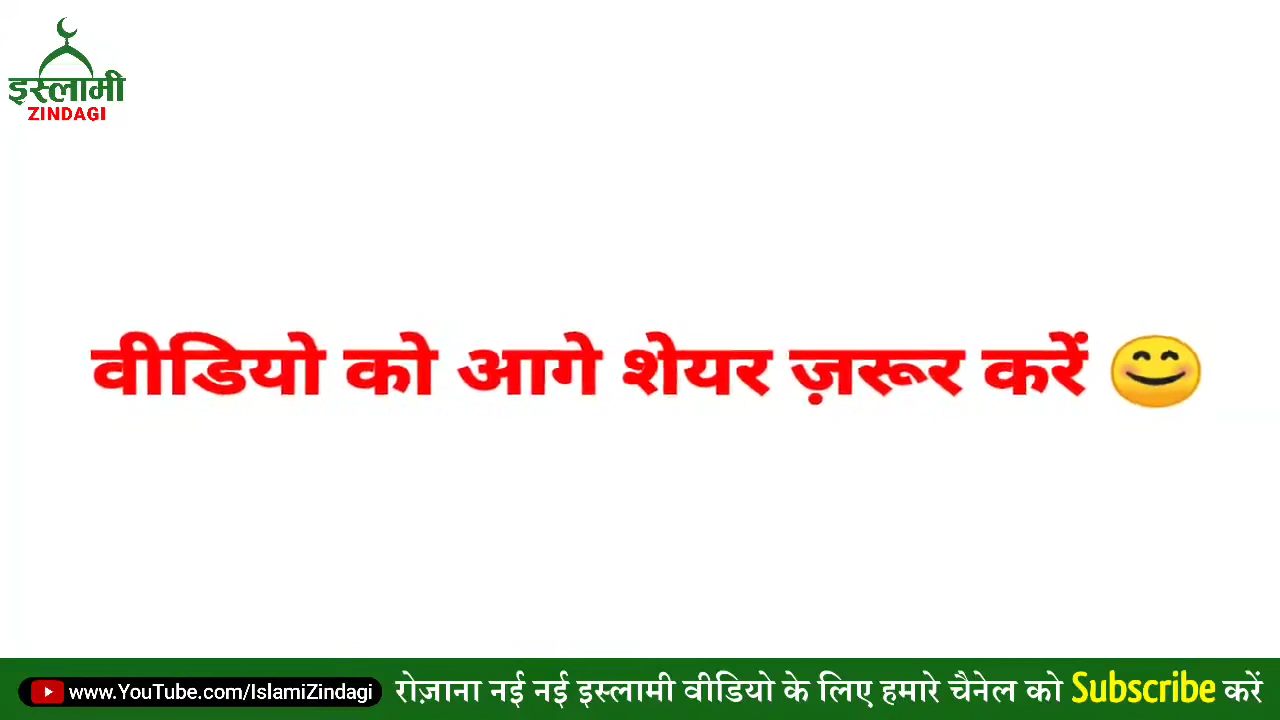 इस्लामी
ZINDAGI
वीडियो को आगे शेयर ज़रूर करें 😊
www.YouTube.com/IslamiZindagi रोज़ाना नई नई इस्लामी वीडियो के लिए हमारे चैनेल को Subscribe करें